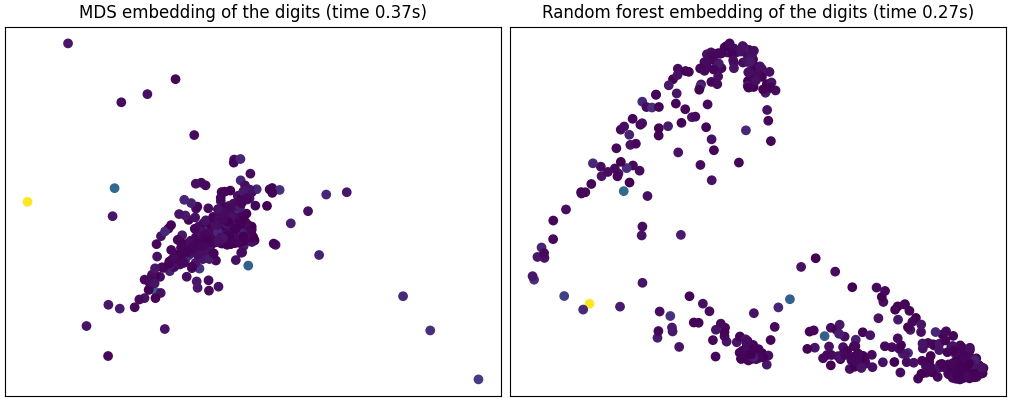 MDS embedding of the digits (time 0.37s)
Random forest embedding of the digits (time 0.27s)